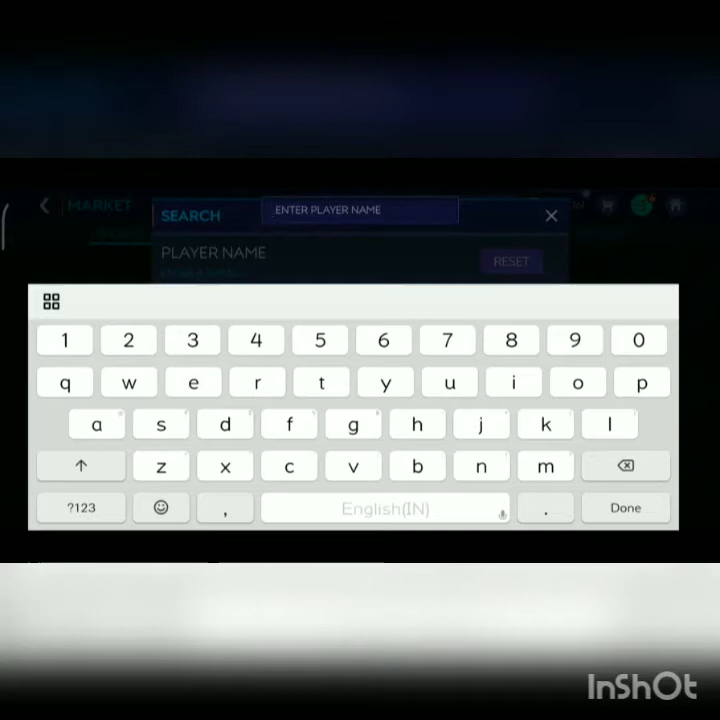 MARKET
SEARCH
ENTER PLAYER NAME
PLAYER NAME
RESET
1 2 3 4 5 6 7 8 9 0
q w e r t y u i o p
a s d f g h j k l
z x c v b n m
?123 , English(IN) . Done
InShOt